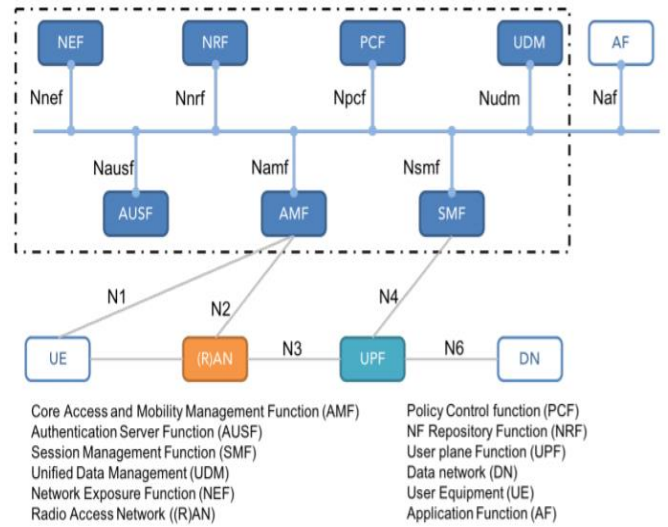 NEF NRF PCF UDM AF
Nnef Nnrf Npcf Nudm Naf
Nausf Namf Nsmf
AUSF AMF SMF
N1 N2 N4
UE (R)AN N3 UPF N6 DN
Core Access and Mobility Management Function (AMF)
Authentication Server Function (AUSF)
Session Management Function (SMF)
Unified Data Management (UDM)
Network Exposure Function (NEF)
Radio Access Network ((R)AN)
Policy Control function (PCF)
NF Repository Function (NRF)
User plane Function (UPF)
Data network (DN)
User Equipment (UE)
Application Function (AF)